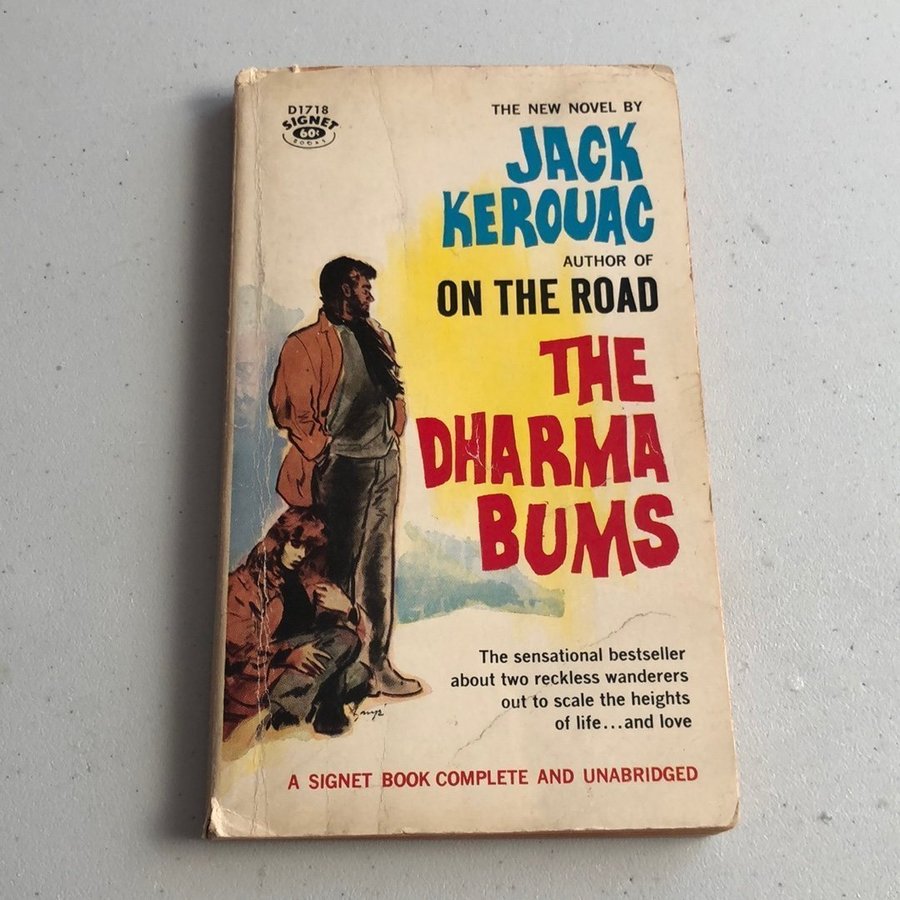 D1718
SIGNET
60¢
BOOKS
THE NEW NOVEL BY
JACK
KEROUAC
AUTHOR OF
ON THE ROAD
THE
DHARMA
BUMS
The sensational bestseller
about two reckless wanderers
out to scale the heights
of life...and love
A SIGNET BOOK COMPLETE AND UNABRIDGED